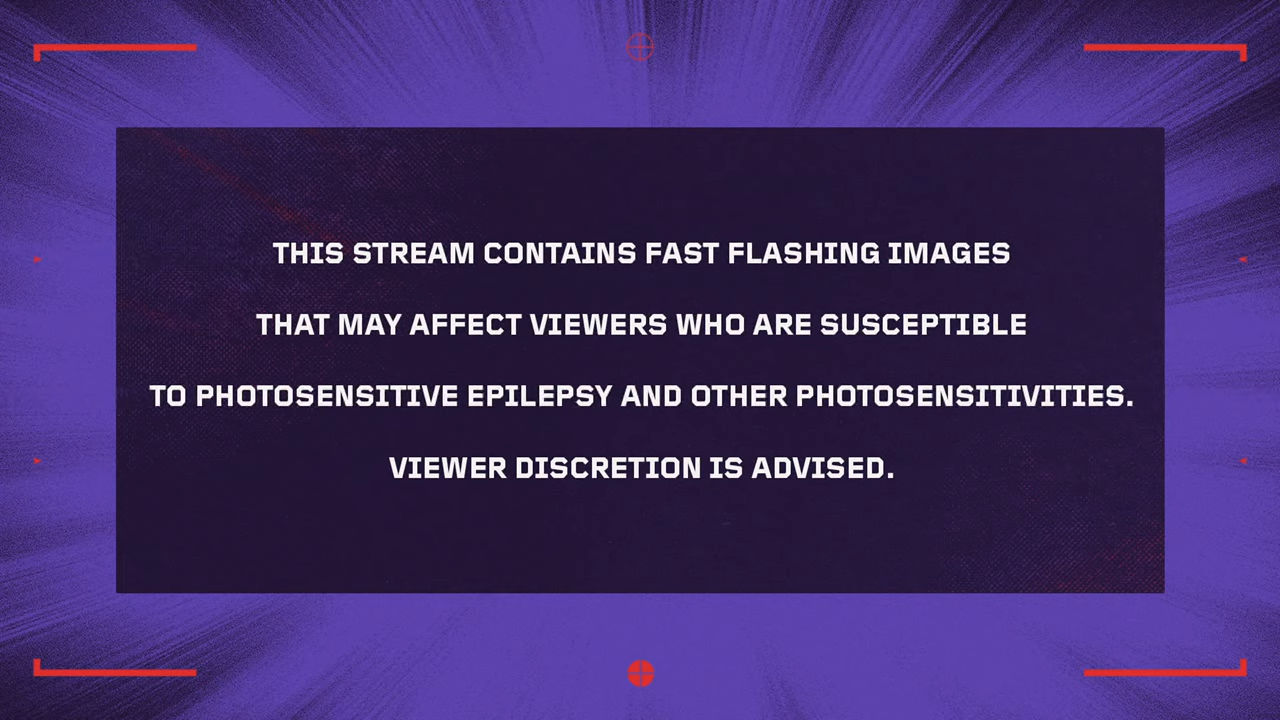 THIS STREAM CONTAINS FAST FLASHING IMAGES
THAT MAY AFFECT VIEWERS WHO ARE SUSCEPTIBLE
TO PHOTOSENSITIVE EPILEPSY AND OTHER PHOTOSENSITIVITIES.
VIEWER DISCRETION IS ADVISED.